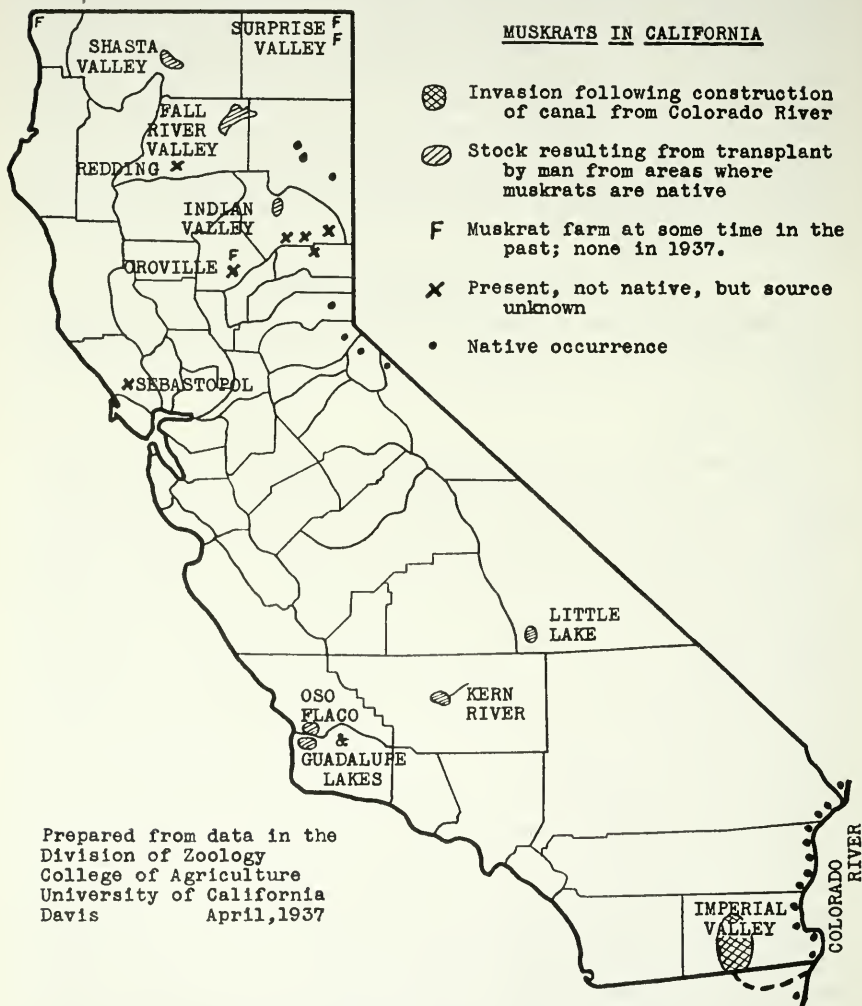 MUSKRATS IN CALIFORNIA
Invasion following construction
of canal from Colorado River
Stock resulting from transplant
by man from areas where
muskrats are native
F Muskrat farm at some time in the
past; none in 1937.
x Present, not native, but source
unknown
• Native occurrence
F
SURPRISE F
VALLEY F
SHASTA
VALLEY
FALL
RIVER
VALLEY
REDDING x
INDIAN
VALLEY
x x x
x
F
OROVILLE x
xSEBASTOPOL
LITTLE
LAKE
KERN
RIVER
OSO
FLACO
&
GUADALUPE
LAKES
IMPERIAL
VALLEY
COLORADO
RIVER
Prepared from data in the
Division of Zoology
College of Agriculture
University of California
Davis April,1937